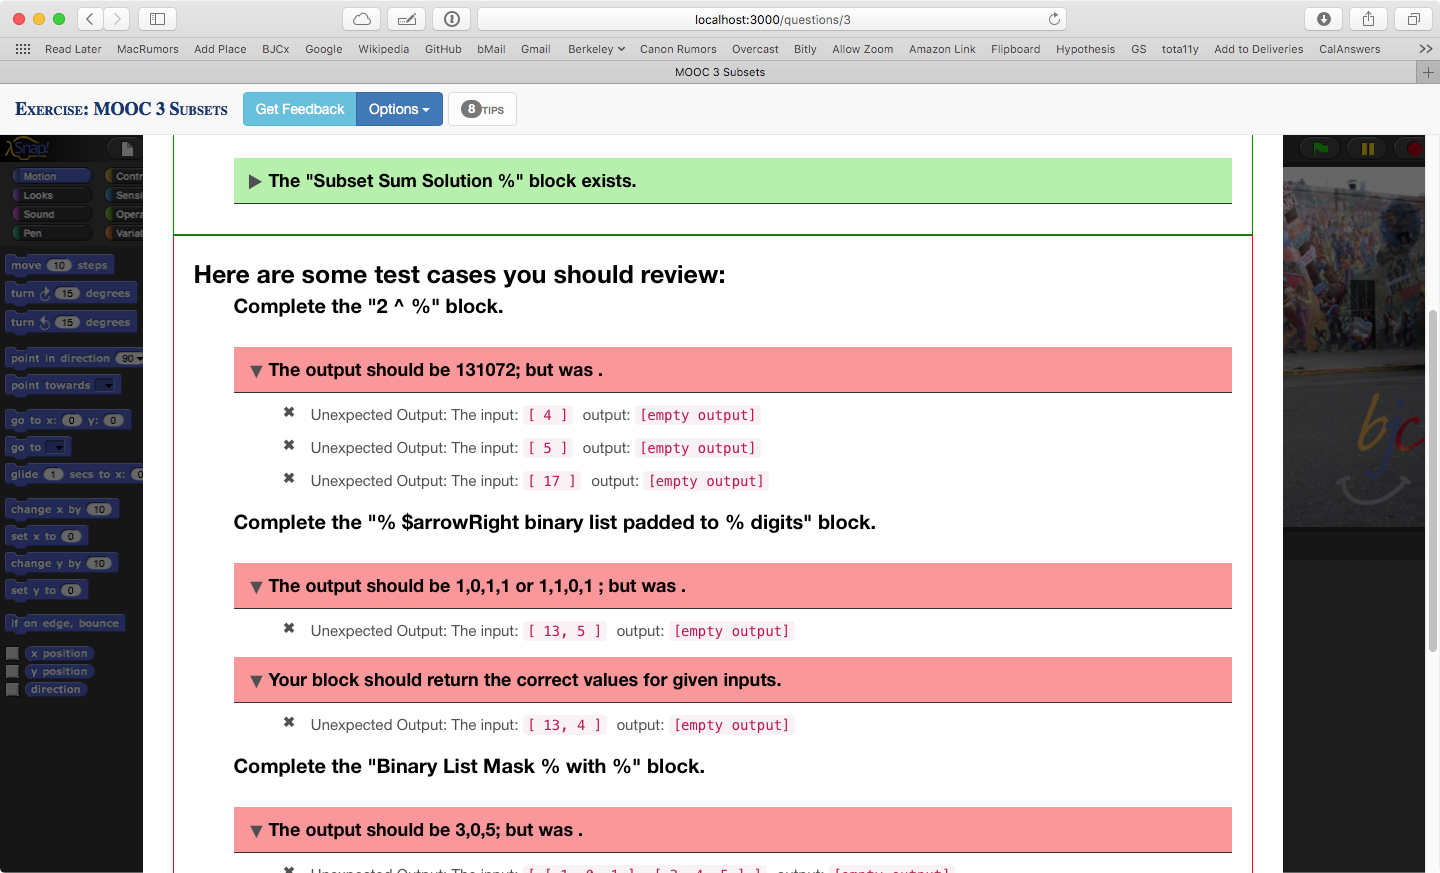 localhost:3000/questions/3
Read Later MacRumors Add Place BJCx Google Wikipedia GitHub bMail Gmail Berkeley Canon Rumors Overcast Bitly Allow Zoom Amazon Link Flipboard Hypothesis GS tota11y Add to Deliveries CalAnswers
MOOC 3 Subsets
Exercise: MOOC 3 Subsets Get Feedback Options 8 TIPS
Snap!
Motion
Looks
Sound Opera
Pen
move 10 steps
turn 15 degrees
turn 15 degrees
point in direction 90
point towards
go to x: 0 y: 0
go to
glide 1 secs to x: 0
change x by 10
set x to 0
change y by 10
set y to 0
if on edge, bounce
x position
y position
direction
The "Subset Sum Solution %" block exists.
Here are some test cases you should review:
Complete the "2 ^ %" block.
The output should be 131072; but was .
✖ Unexpected Output: The input: [ 4 ] output: [empty output]
✖ Unexpected Output: The input: [ 5 ] output: [empty output]
✖ Unexpected Output: The input: [ 17 ] output: [empty output]
Complete the "% $arrowRight binary list padded to % digits" block.
The output should be 1,0,1,1 or 1,1,0,1 ; but was .
✖ Unexpected Output: The input: [ 13, 5 ] output: [empty output]
Your block should return the correct values for given inputs.
✖ Unexpected Output: The input: [ 13, 4 ] output: [empty output]
Complete the "Binary List Mask % with %" block.
The output should be 3,0,5; but was .
bjc